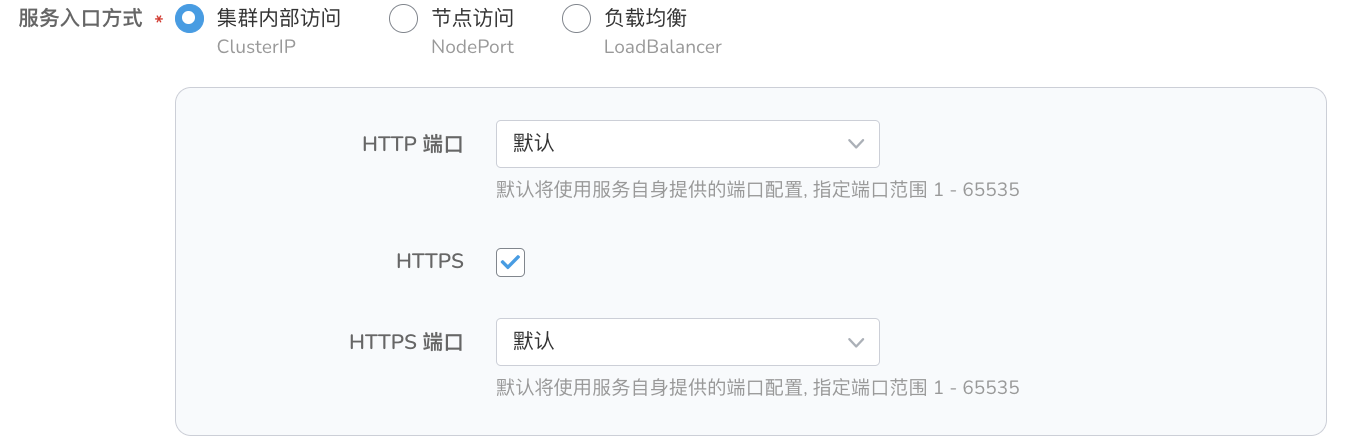 服务入口方式 * 集群内部访问 节点访问 负载均衡
ClusterIP NodePort LoadBalancer
HTTP 端口 默认
默认将使用服务自身提供的端口配置, 指定端口范围 1 - 65535
HTTPS
HTTPS 端口 默认
默认将使用服务自身提供的端口配置, 指定端口范围 1 - 65535